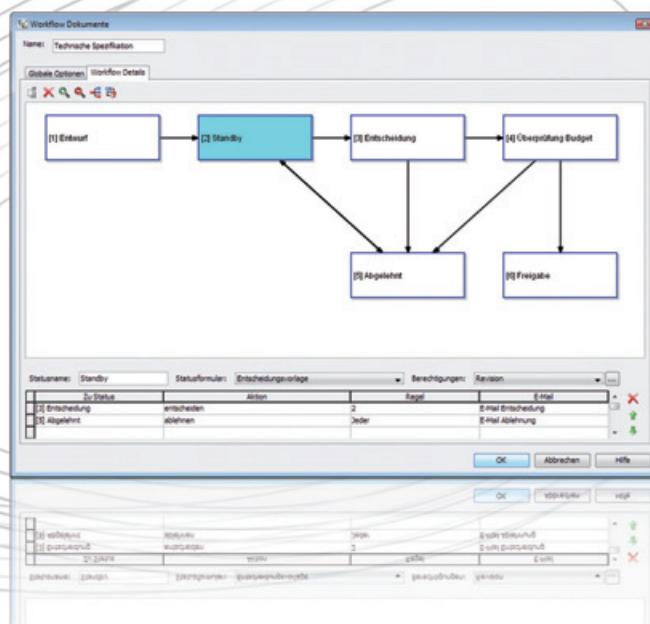 Workflow Dokumente
Name: Technische Spezifikation
Globale Optionen Workflow Details
[1] Entwurf [2] Standby [3] Entscheidung [4] Überprüfung Budget
[5] Abgelehnt [6] Freigabe
Statusname: Standby Statusformular: Entscheidungsvorlage Berechtigungen: Revision ...
Zu Status Aktion Regel E-Mail
[3] Entscheidung entscheiden 2 E-Mail Entscheidung
[5] Abgelehnt ablehnen Jeder E-Mail Ablehnung
OK Abbrechen Hilfe